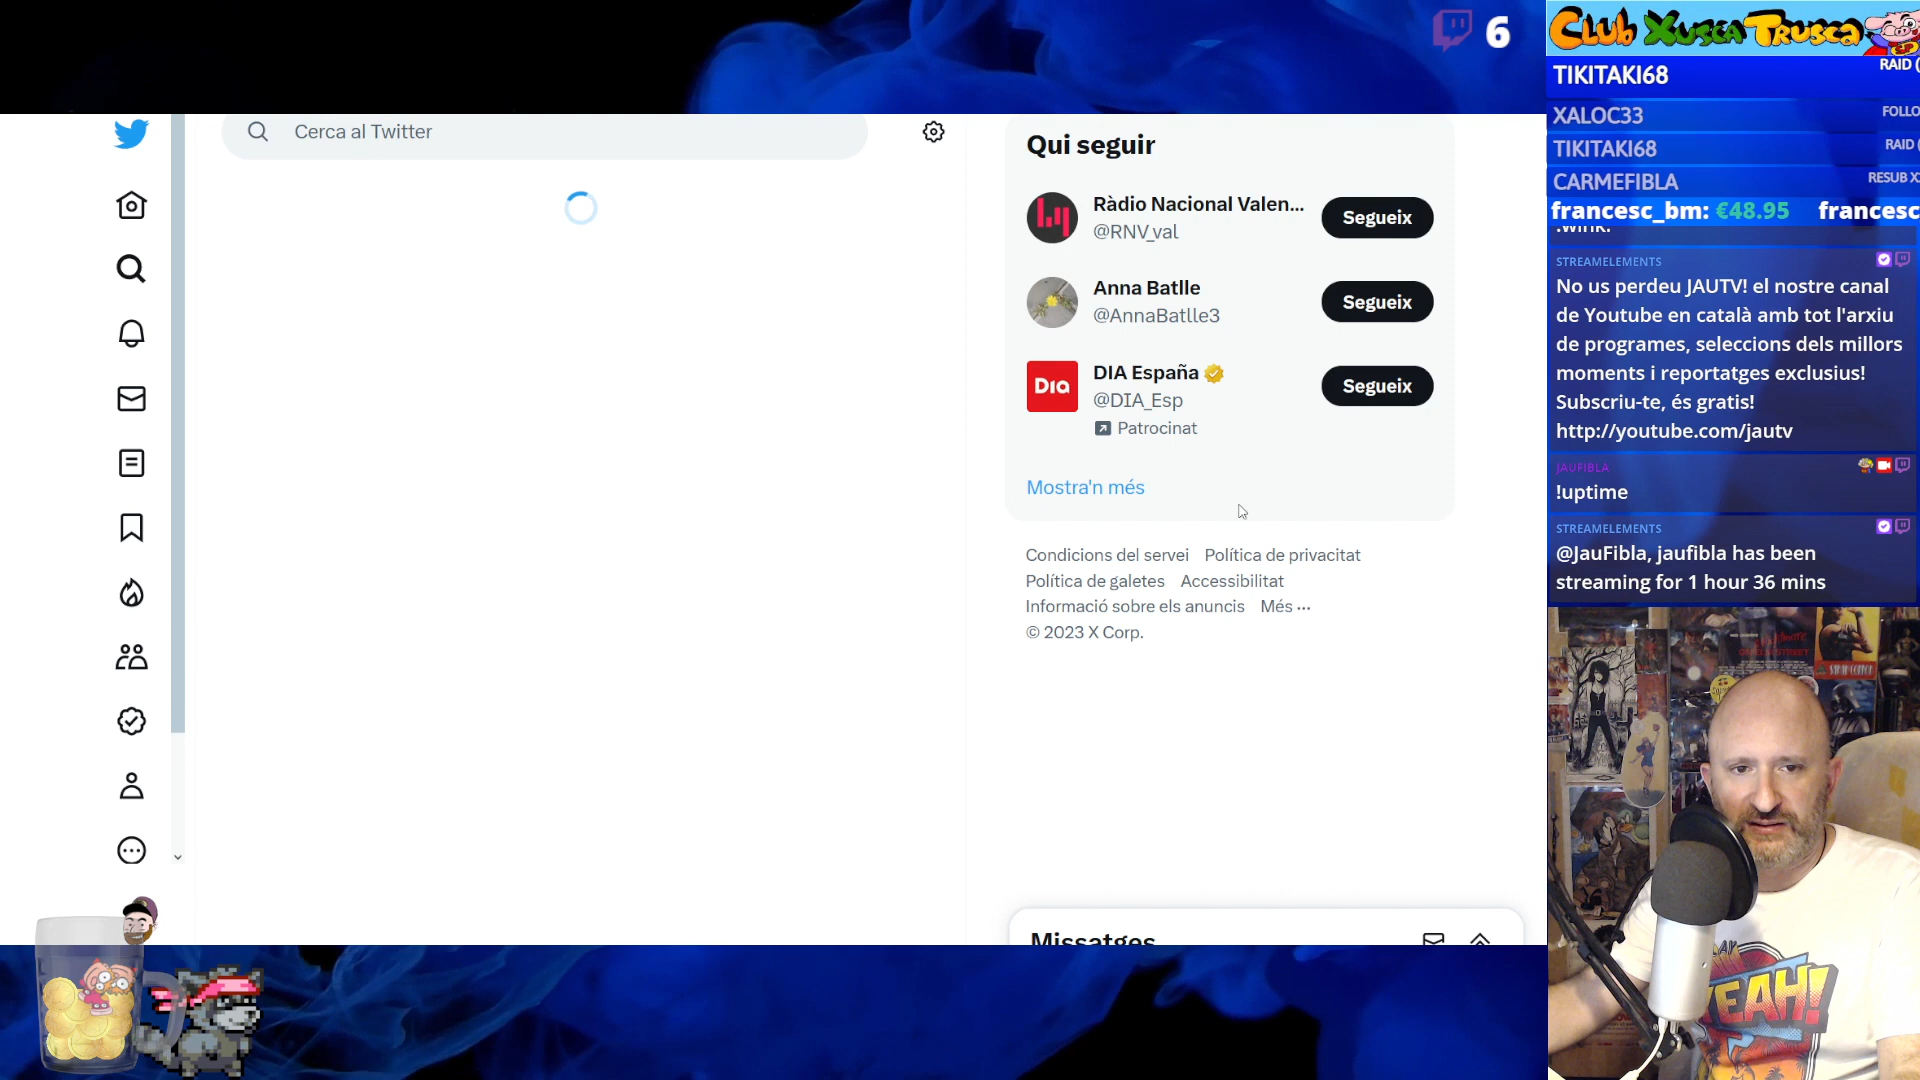 6
Club Xusca Trusca
RAID (
TIKITAKI68
XALOC33 FOLLO
TIKITAKI68 RAID (
CARMEFIBLA RESUB X
francesc_bm: €48.95 francesc
.wink.
STREAMELEMENTS
No us perdeu JAUTV! el nostre canal
de Youtube en català amb tot l'arxiu
de programes, seleccions dels millors
moments i reportatges exclusius!
Subscriu-te, és gratis!
http://youtube.com/jautv
JAUFIBLA
!uptime
STREAMELEMENTS
@JauFibla, jaufibla has been
streaming for 1 hour 36 mins
Cerca al Twitter
Qui seguir
Ràdio Nacional Valen...
@RNV_val
Segueix
Anna Batlle
@AnnaBatlle3
Segueix
Dia
DIA España
@DIA_Esp
Patrocinat
Segueix
Mostra'n més
Condicions del servei Política de privacitat
Política de galetes Accessibilitat
Informació sobre els anuncis Més ...
© 2023 X Corp.
Missatges
YEAH!